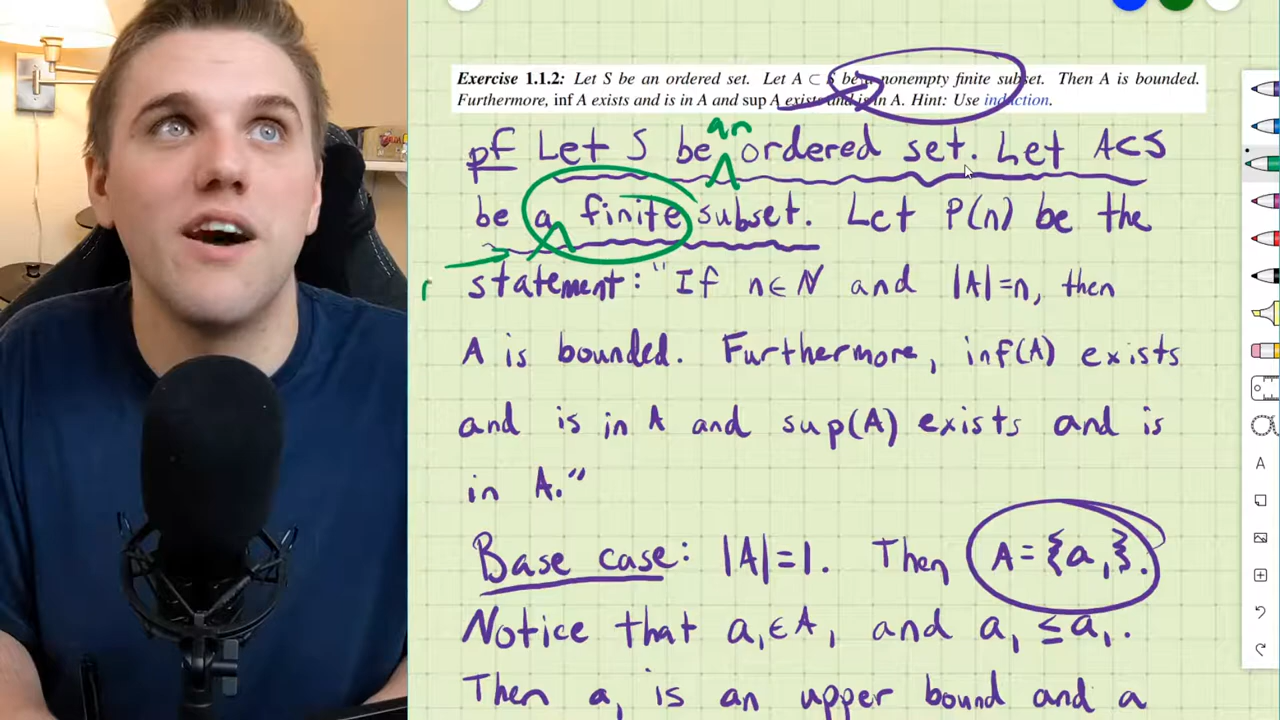 Exercise 1.1.2: Let S be an ordered set. Let A ⊂ S be a nonempty finite subset. Then A is bounded.
Furthermore, inf A exists and is in A and sup A exists and is in A. Hint: Use induction.
an
pf Let S be ordered set. Let A⊂S
be a finite subset. Let P(n) be the
statement: "If n∈N and |A|=n, then
A is bounded. Furthermore, inf(A) exists
and is in A and sup(A) exists and is
in A."
Base case: |A|=1. Then A={a₁}.
Notice that a₁∈A, and a₁≤a₁.
Then a₁ is an upper bound and a